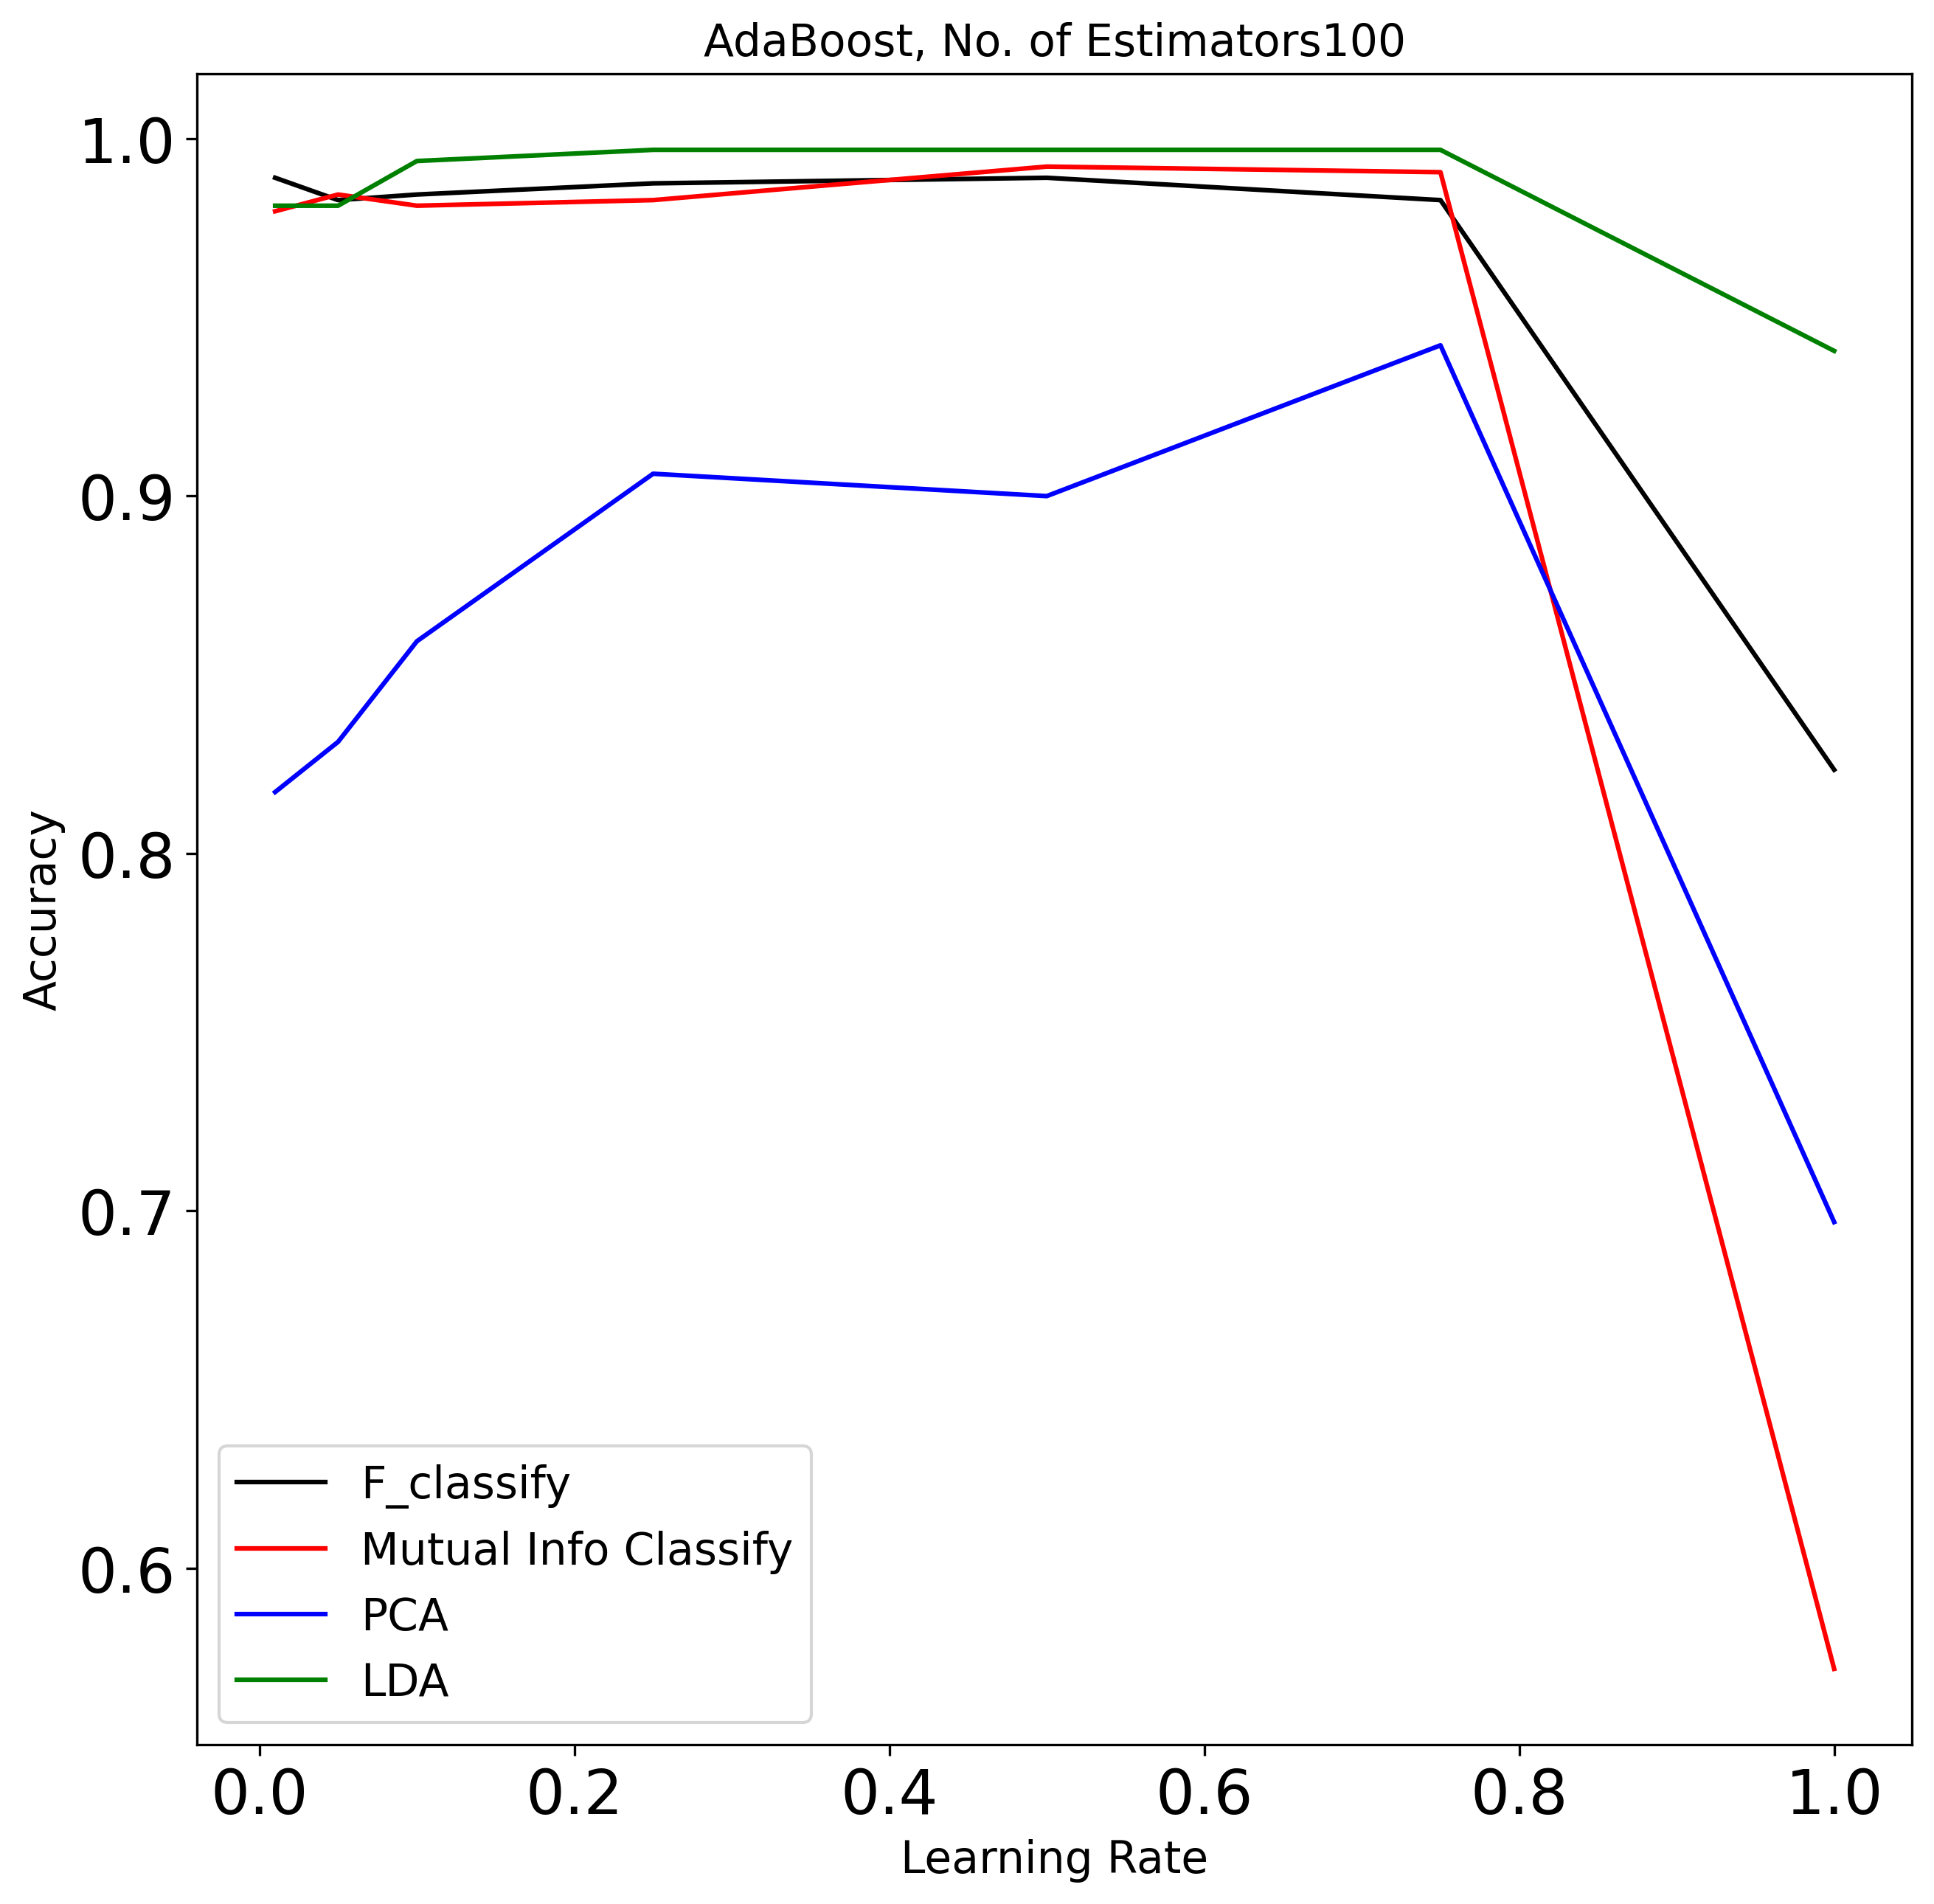 AdaBoost, No. of Estimators100
1.0
0.9
0.8
0.7
0.6
Accuracy
F_classify
Mutual Info Classify
PCA
LDA
0.0 0.2 0.4 0.6 0.8 1.0
Learning Rate